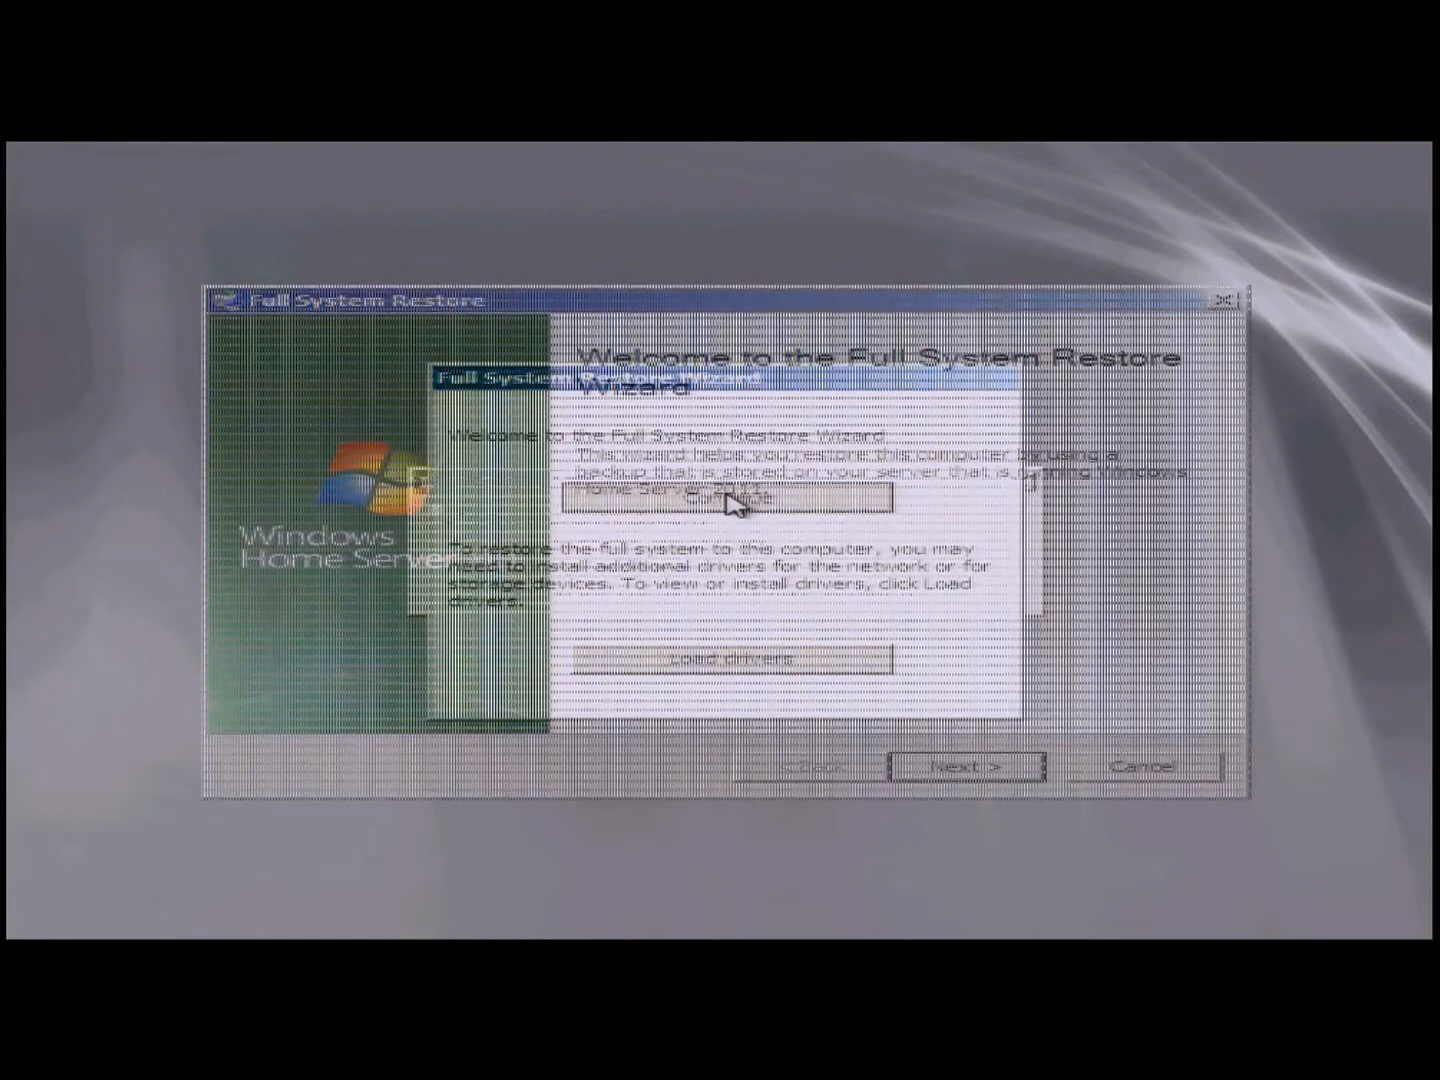 Full System Restore
Welcome to the Full System Restore
Wizard
This wizard helps you restore this computer by using a
backup that is stored on your server that is running Windows
Home Server 2011.
Full System Restore Wizard
Welcome to the Full System Restore Wizard
Continue
To restore the full system to this computer, you may
need to install additional drivers for the network or for
storage devices. To view or install drivers, click Load
drivers.
Load drivers
Windows
Home Server
< Back
Next >
Cancel